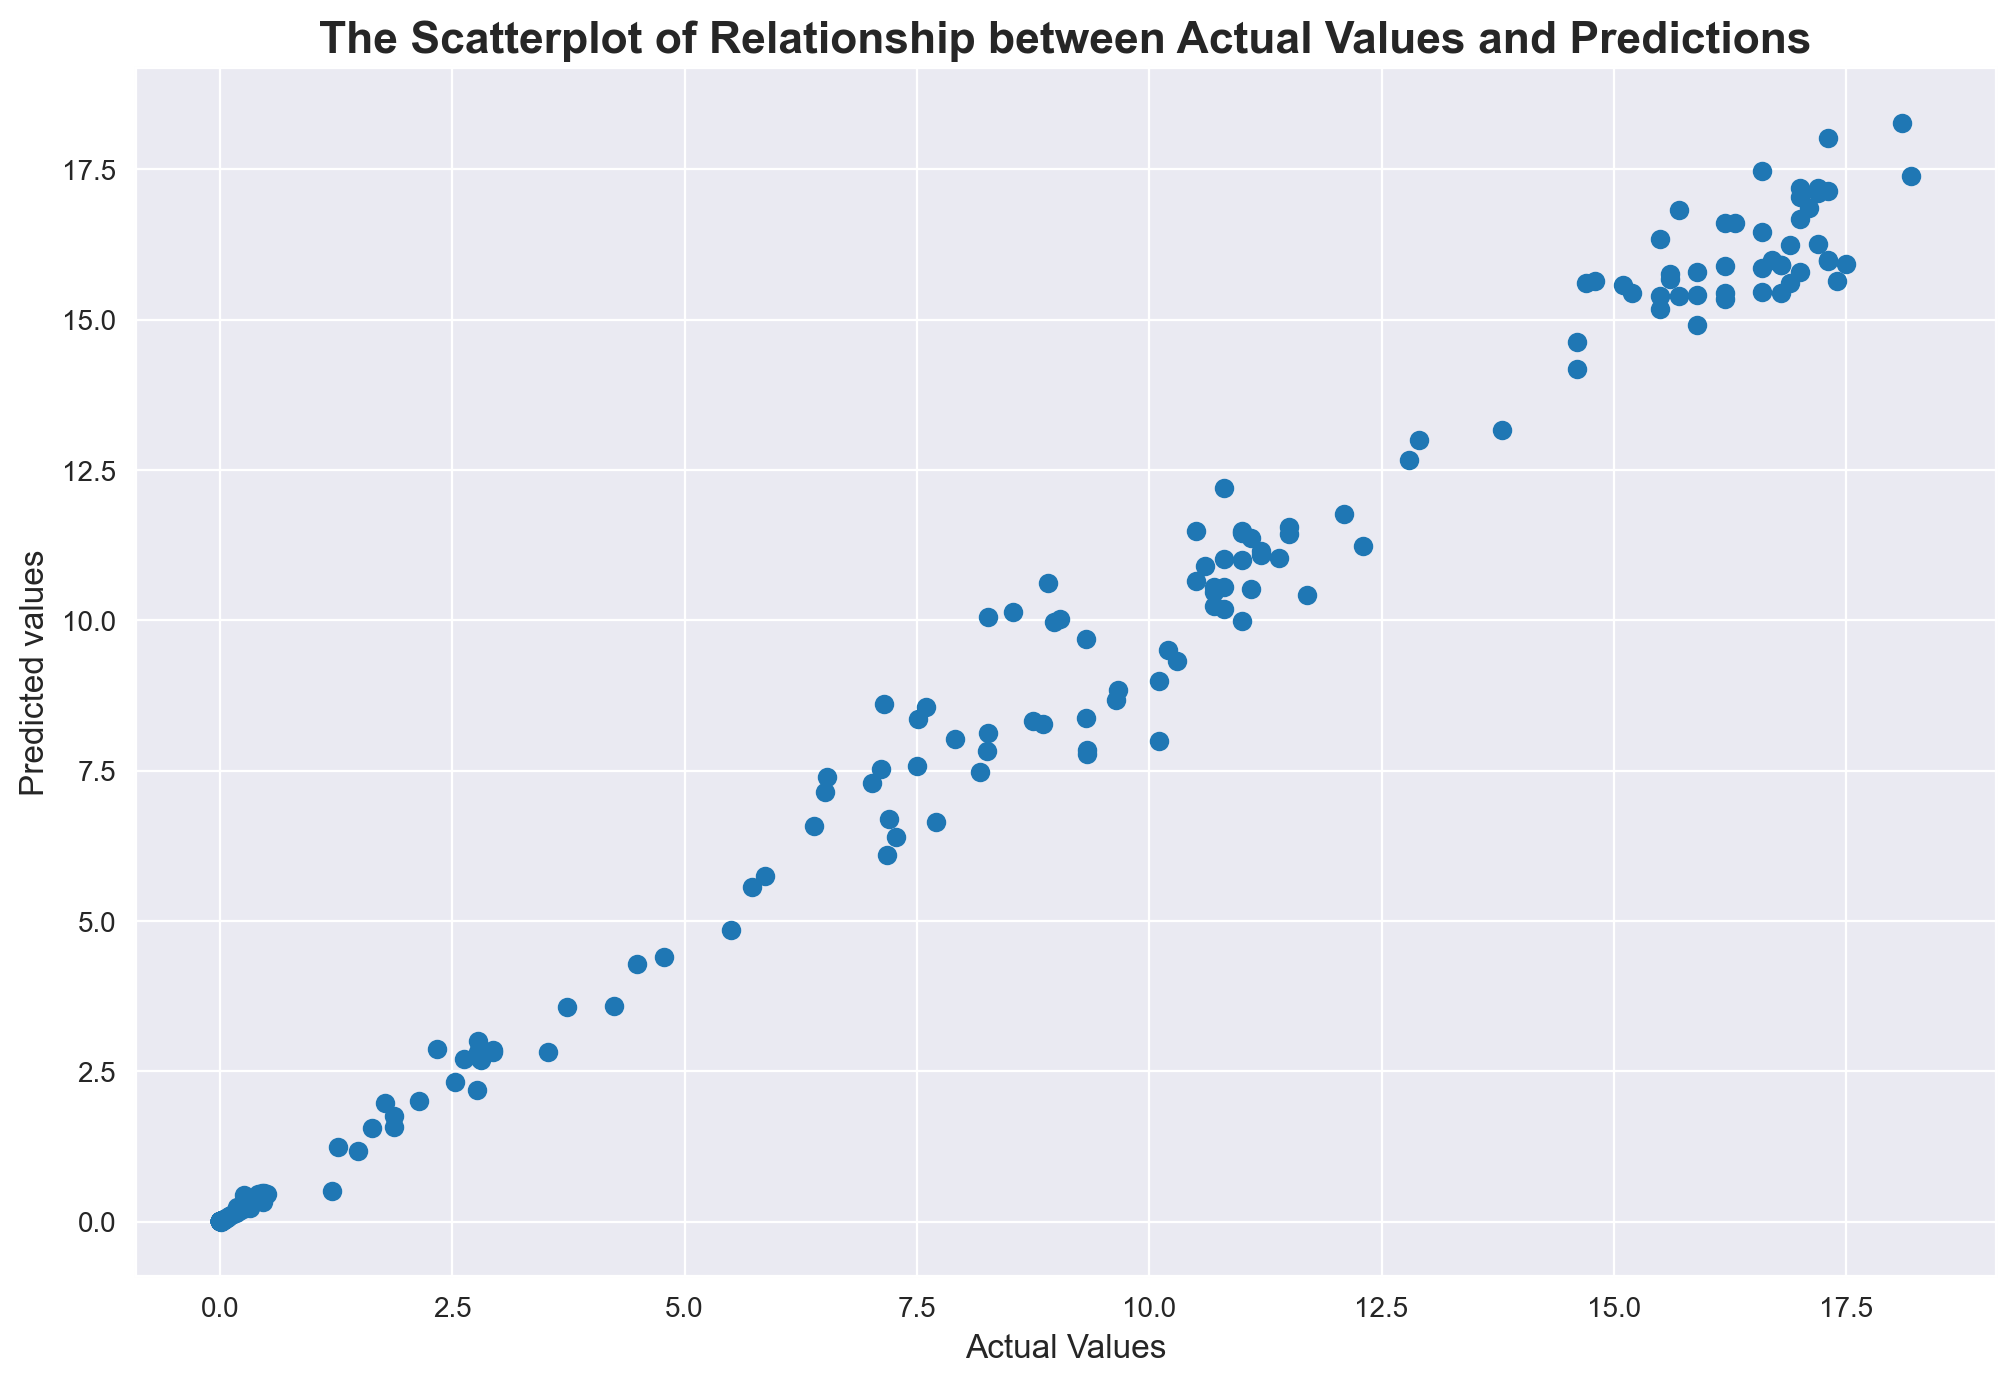 The Scatterplot of Relationship between Actual Values and Predictions
17.5
15.0
12.5
10.0
7.5
5.0
2.5
0.0
Predicted values
0.0 2.5 5.0 7.5 10.0 12.5 15.0 17.5
Actual Values